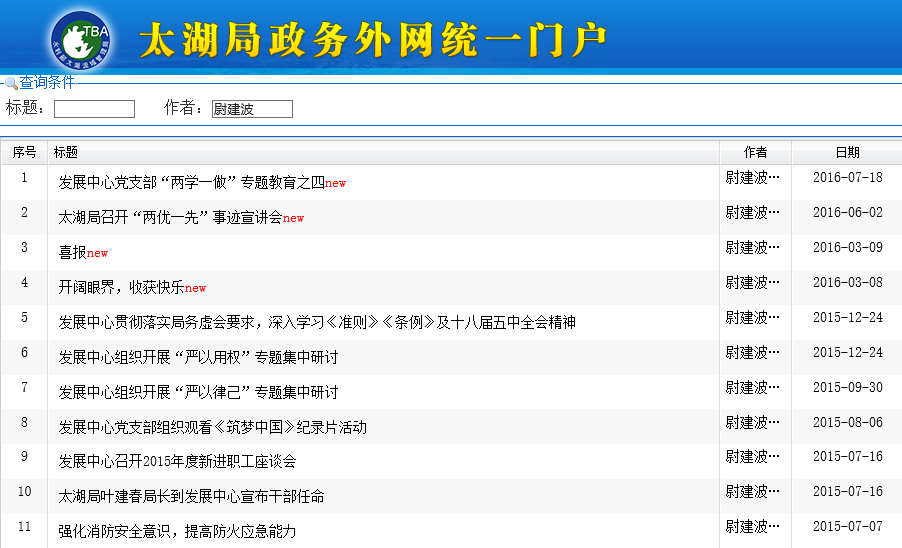 TBA
太湖局政务外网统一门户
查询条件
标题： 作者： 尉建波
序号 标题 作者 日期
1 发展中心党支部“两学一做”专题教育之四new 尉建波… 2016-07-18
2 太湖局召开“两优一先”事迹宣讲会new 尉建波… 2016-06-02
3 喜报new 尉建波… 2016-03-09
4 开阔眼界，收获快乐new 尉建波… 2016-03-08
5 发展中心贯彻落实局务虚会要求，深入学习《准则》《条例》及十八届五中全会精神 尉建波… 2015-12-24
6 发展中心组织开展“严以用权”专题集中研讨 尉建波… 2015-12-24
7 发展中心组织开展“严以律己”专题集中研讨 尉建波… 2015-09-30
8 发展中心党支部组织观看《筑梦中国》纪录片活动 尉建波… 2015-08-06
9 发展中心召开2015年度新进职工座谈会 尉建波… 2015-07-16
10 太湖局叶建春局长到发展中心宣布干部任命 尉建波… 2015-07-16
11 强化消防安全意识，提高防火应急能力 尉建波… 2015-07-07